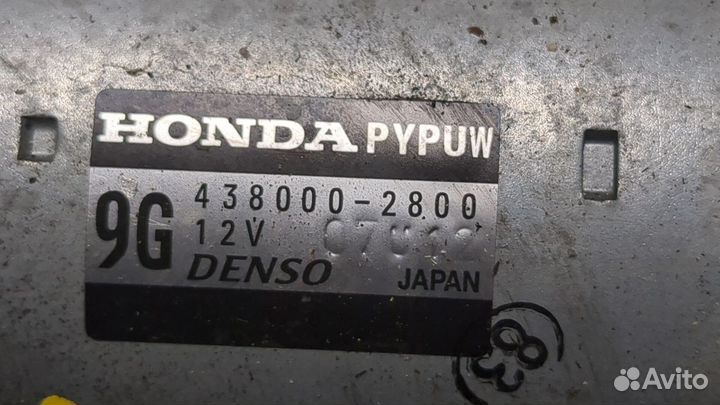 HONDA PYPUW
9G 438000-2800
12V
DENSO JAPAN
Avito